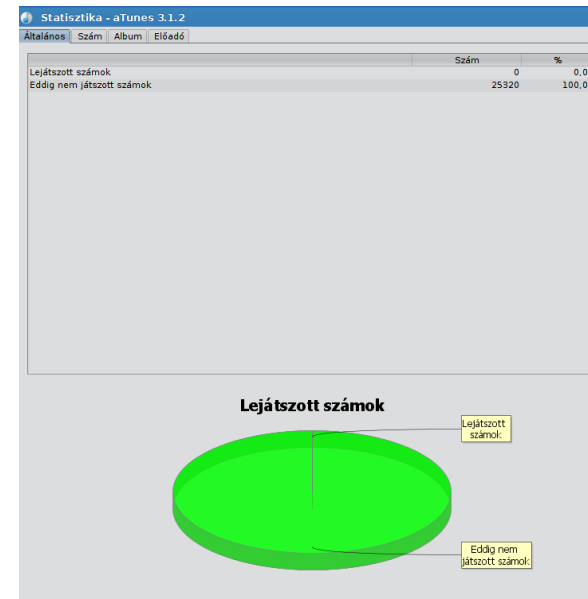 Statisztika - aTunes 3.1.2
Általános Szám Album Előadó
Szám %
Lejátszott számok 0 0,0
Eddig nem játszott számok 25320 100,0
Lejátszott számok
Lejátszott
számok
Eddig nem
játszott számok